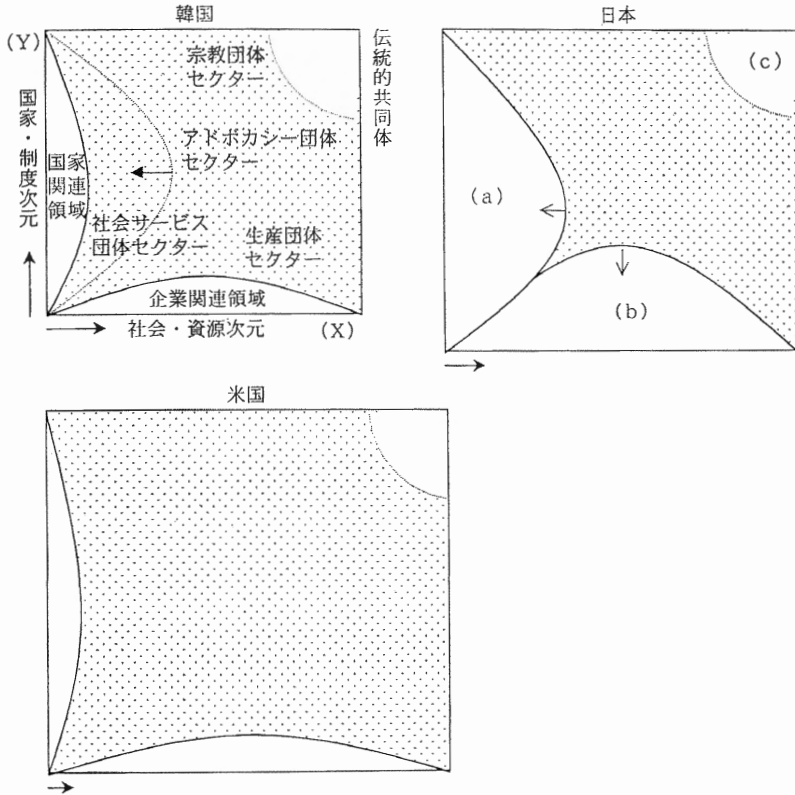 韓国
(Y)
国家・制度次元
国家
関連
領域
宗教団体
セクター
アドボカシー団体
セクター
社会サービス
団体セクター
生産団体
セクター
企業関連領域
社会・資源次元
(X)
伝統的共同体
日本
(a)
(b)
(c)
米国